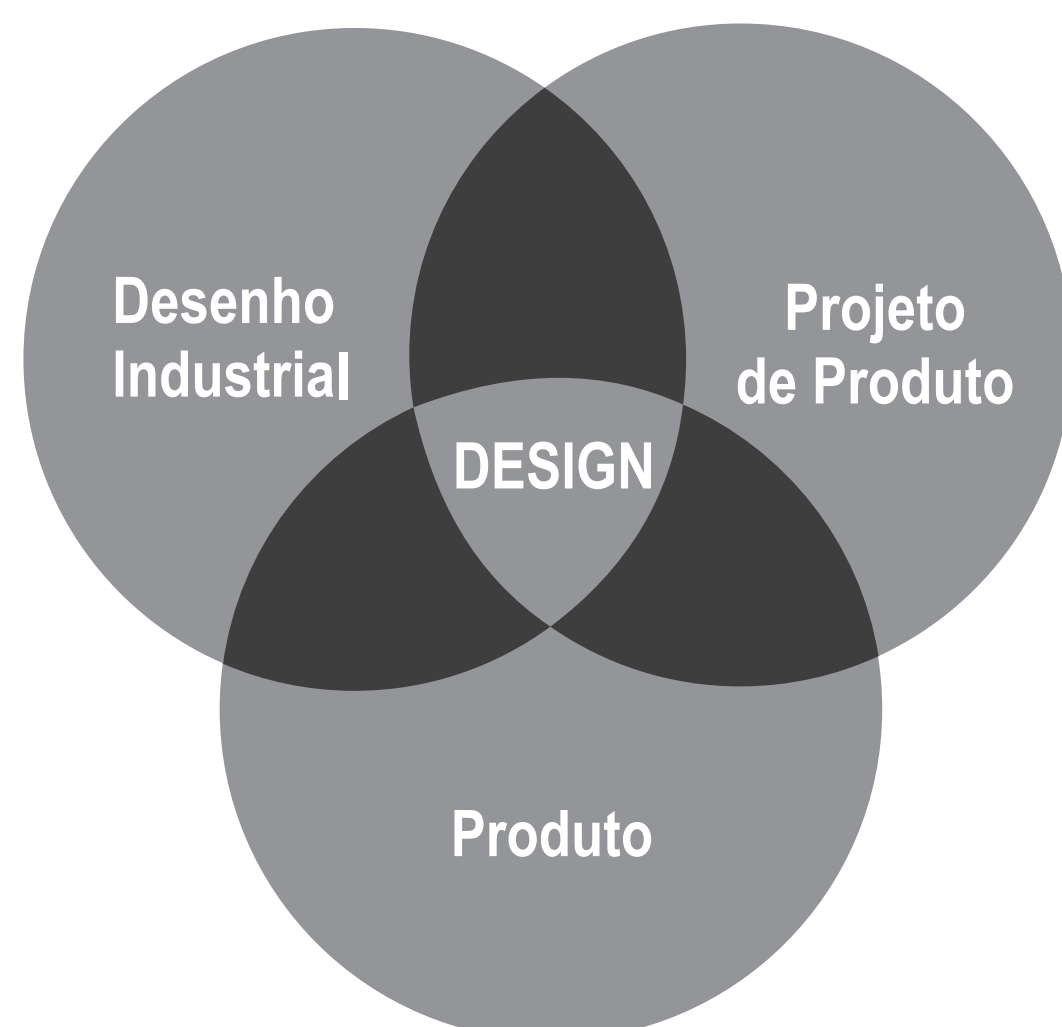 Desenho
Industrial
Projeto
de Produto
DESIGN
Produto